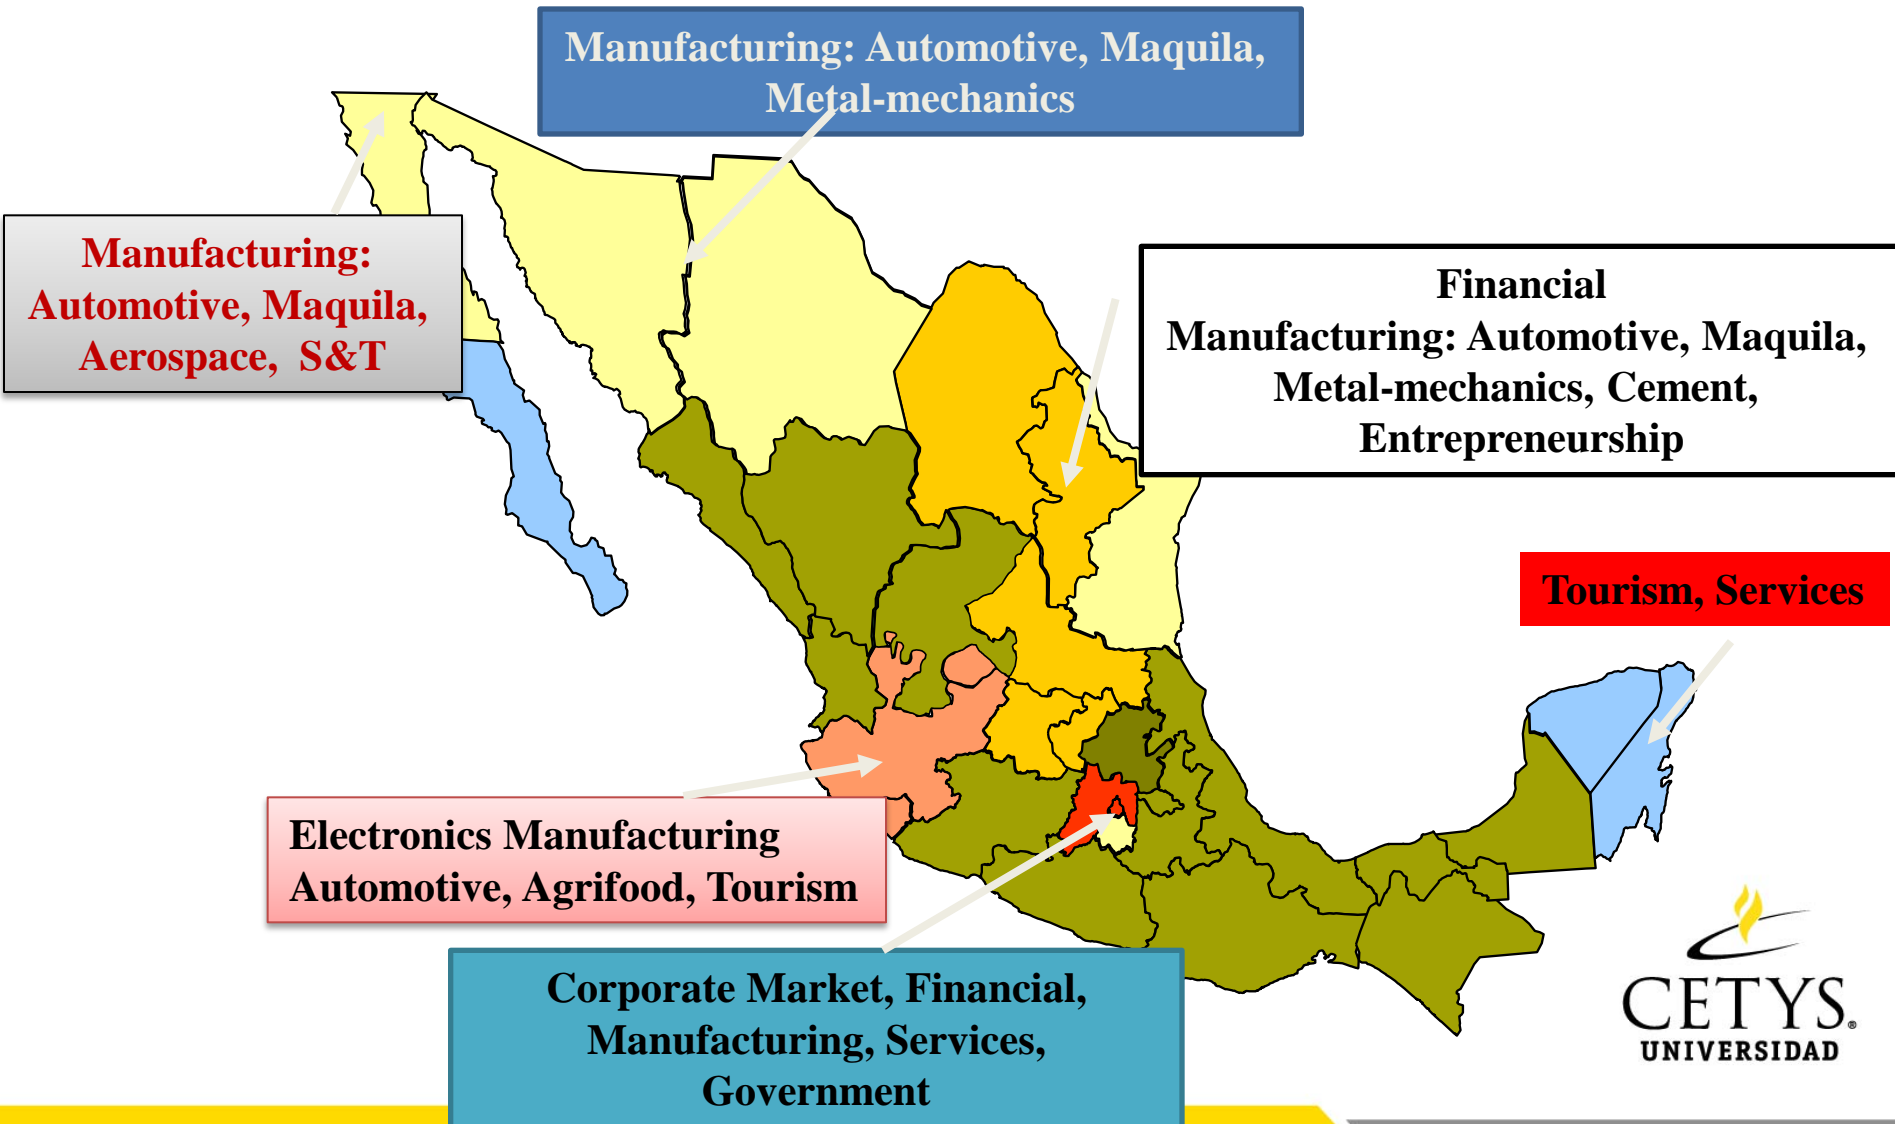 Manufacturing: Automotive, Maquila,
Metal-mechanics
Manufacturing:
Automotive, Maquila,
Aerospace, S&T
Financial
Manufacturing: Automotive, Maquila,
Metal-mechanics, Cement,
Entrepreneurship
Tourism, Services
Electronics Manufacturing
Automotive, Agrifood, Tourism
Corporate Market, Financial,
Manufacturing, Services,
Government
CETYS®
UNIVERSIDAD